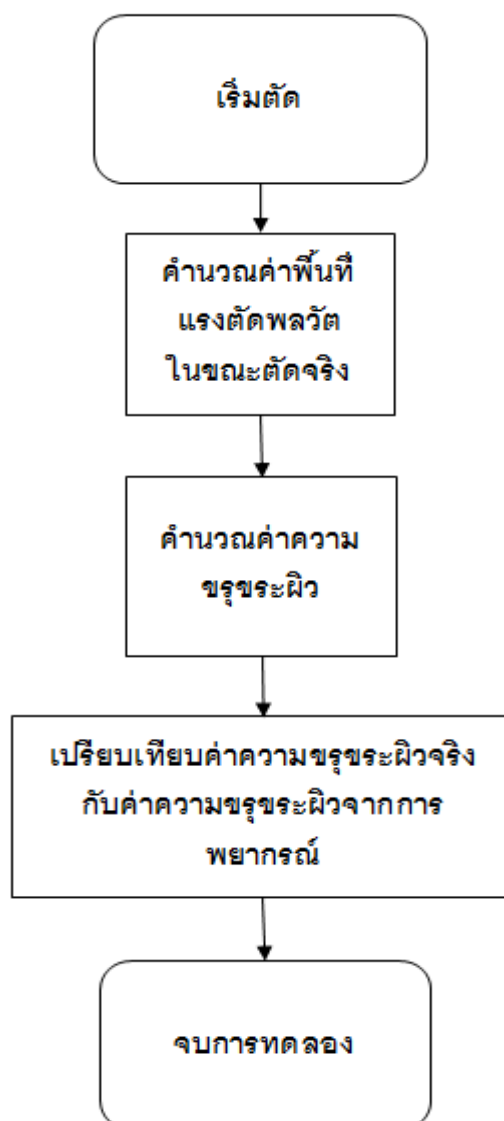 เริ่มตัด
คำนวณค่าพื้นที่
แรงตัดพลวัต
ในขณะตัดจริง
คำนวณค่าความ
ขรุขระผิว
เปรียบเทียบค่าความขรุขระผิวจริง
กับค่าความขรุขระผิวจากการ
พยากรณ์
จบการทดลอง